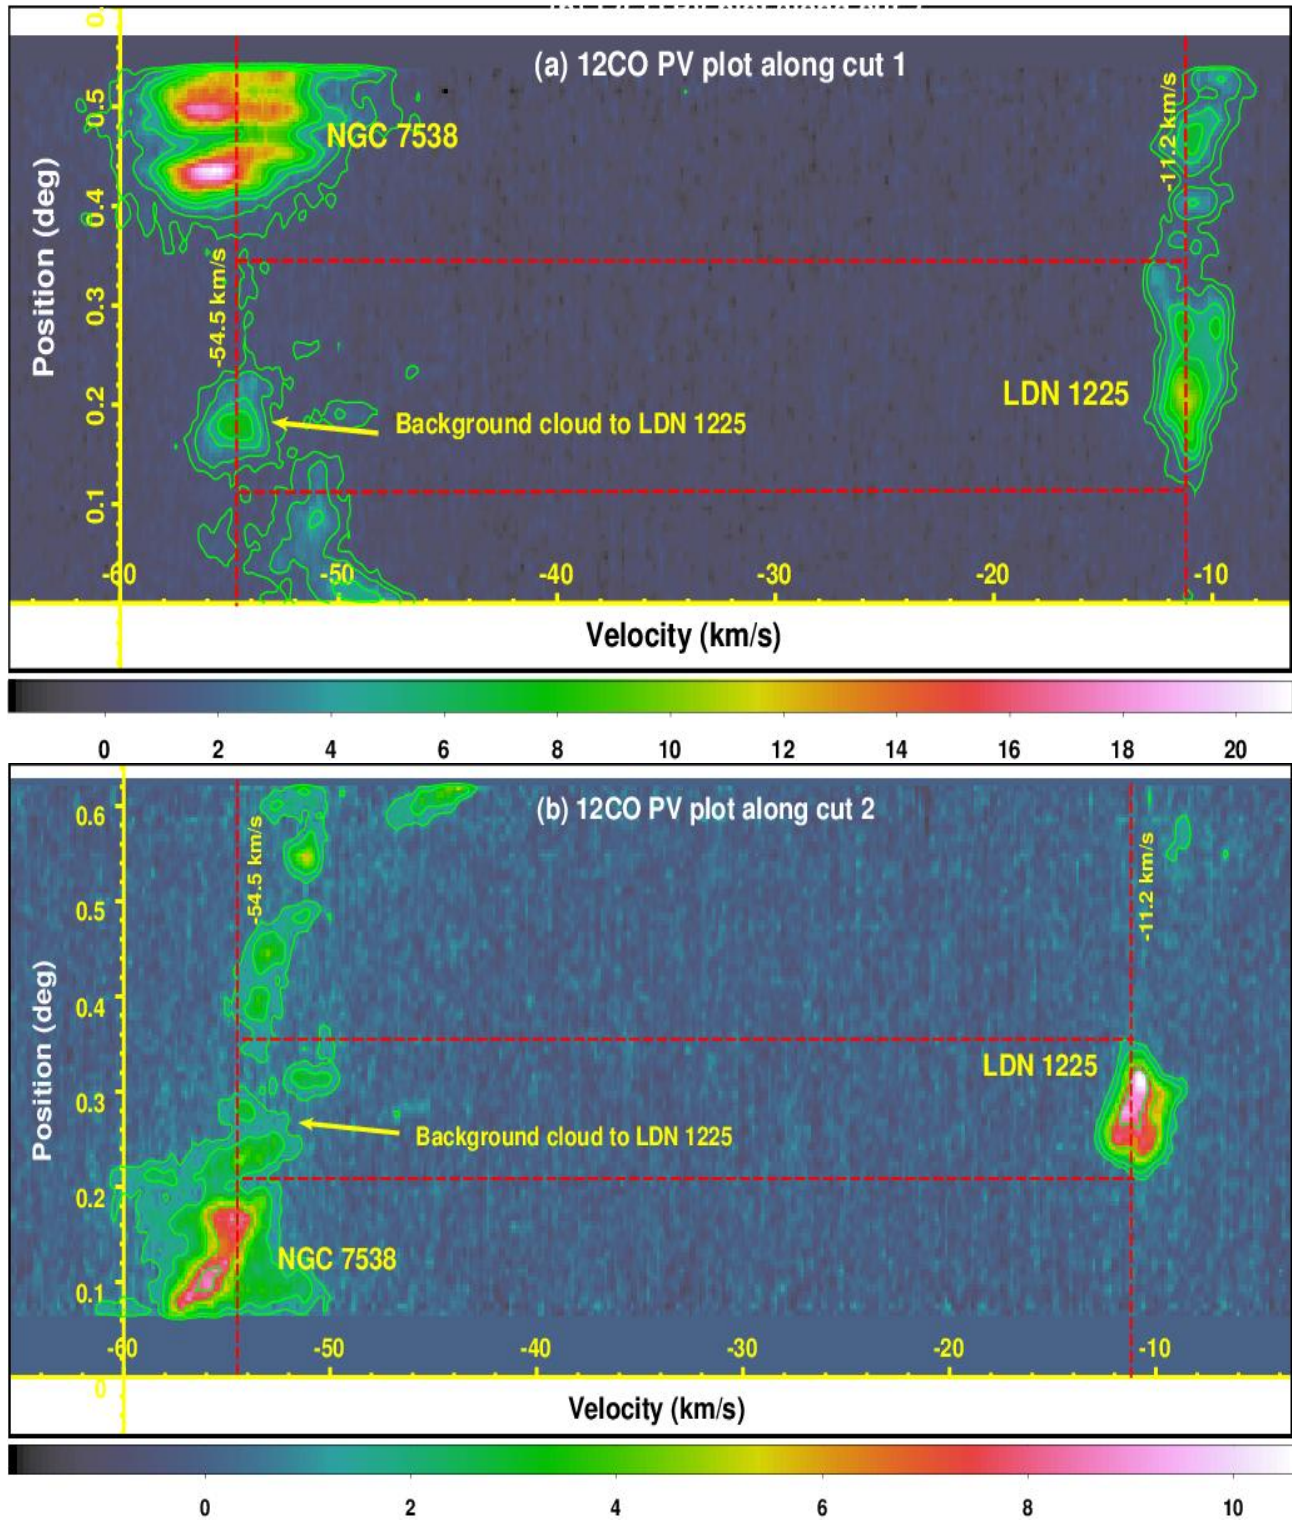 (a) 12CO PV plot along cut 1
NGC 7538
-11.2 km/s
-54.5 km/s
LDN 1225
Background cloud to LDN 1225
Position (deg)
0.5
0.4
0.3
0.2
0.1
-60 -50 -40 -30 -20 -10
Velocity (km/s)
0 2 4 6 8 10 12 14 16 18 20
(b) 12CO PV plot along cut 2
-54.5 km/s
-11.2 km/s
LDN 1225
Background cloud to LDN 1225
NGC 7538
Position (deg)
0.6
0.5
0.4
0.3
0.2
0.1
0
-60 -50 -40 -30 -20 -10
Velocity (km/s)
0 2 4 6 8 10